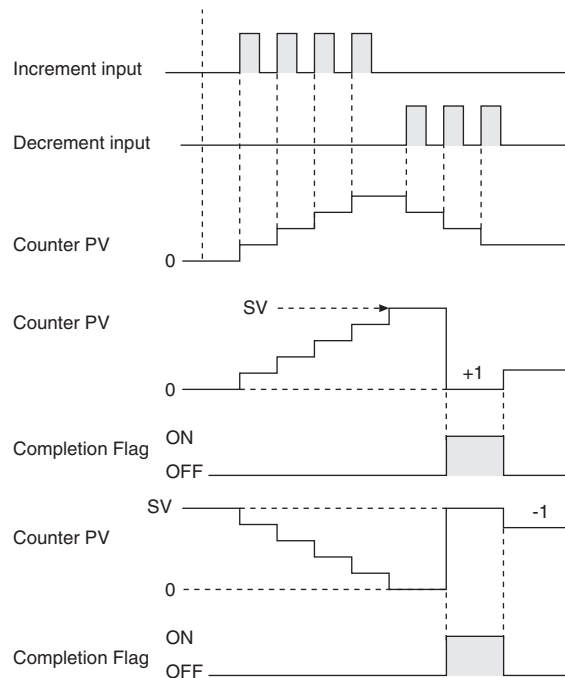 Increment input
Decrement input
Counter PV
0
SV
Counter PV
+1
0
ON
Completion Flag
OFF
SV
-1
Counter PV
0
ON
Completion Flag
OFF